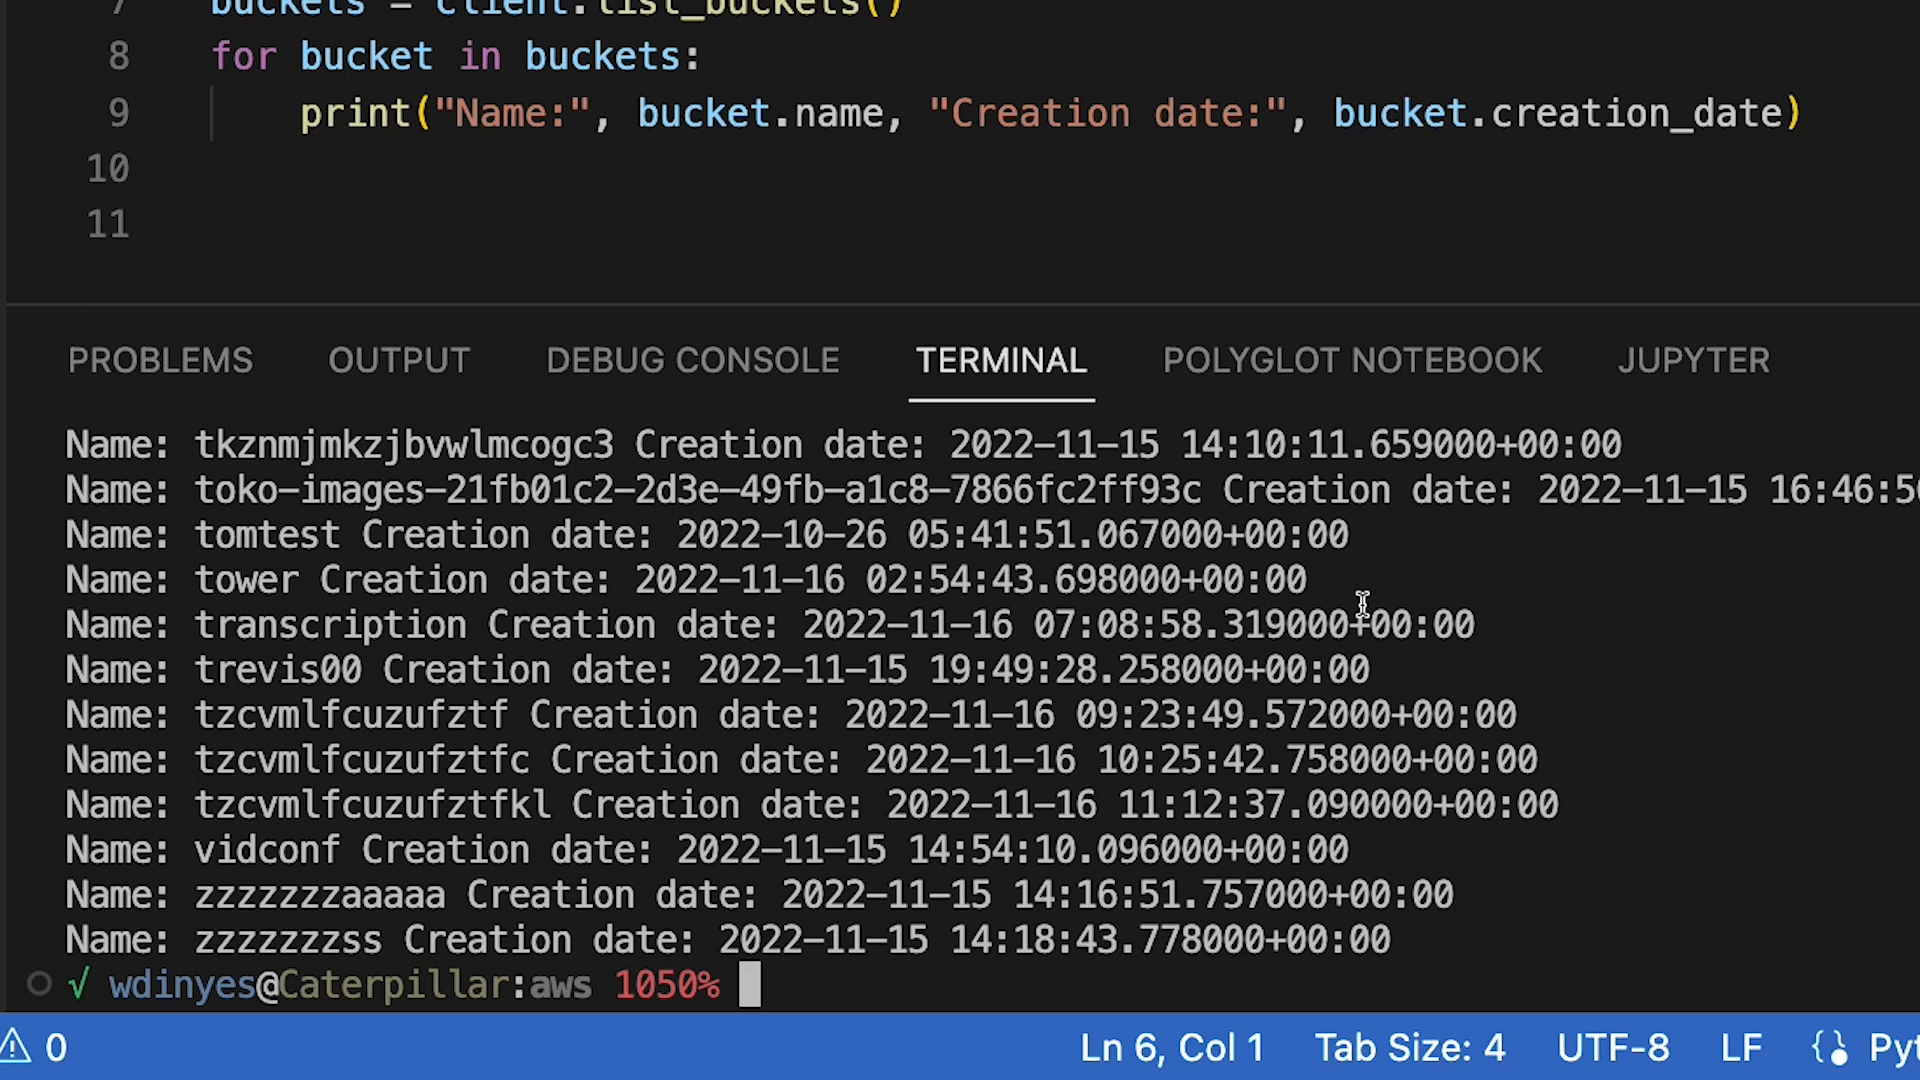 7 buckets = client.list_buckets()
8 for bucket in buckets:
9 print("Name:", bucket.name, "Creation date:", bucket.creation_date)
10
11
PROBLEMS OUTPUT DEBUG CONSOLE TERMINAL POLYGLOT NOTEBOOK JUPYTER
Name: tkznmjmkzjbvwlmcogc3 Creation date: 2022-11-15 14:10:11.659000+00:00
Name: toko-images-21fb01c2-2d3e-49fb-a1c8-7866fc2ff93c Creation date: 2022-11-15 16:46:5
Name: tomtest Creation date: 2022-10-26 05:41:51.067000+00:00
Name: tower Creation date: 2022-11-16 02:54:43.698000+00:00
Name: transcription Creation date: 2022-11-16 07:08:58.319000+00:00
Name: trevis00 Creation date: 2022-11-15 19:49:28.258000+00:00
Name: tzcvmlfcuzufztf Creation date: 2022-11-16 09:23:49.572000+00:00
Name: tzcvmlfcuzufztfc Creation date: 2022-11-16 10:25:42.758000+00:00
Name: tzcvmlfcuzufztfkl Creation date: 2022-11-16 11:12:37.090000+00:00
Name: vidconf Creation date: 2022-11-15 14:54:10.096000+00:00
Name: zzzzzzzaaaaa Creation date: 2022-11-15 14:16:51.757000+00:00
Name: zzzzzzzss Creation date: 2022-11-15 14:18:43.778000+00:00
√ wdinyes@Caterpillar:aws 1050%
0 Ln 6, Col 1 Tab Size: 4 UTF-8 LF {} Pyt